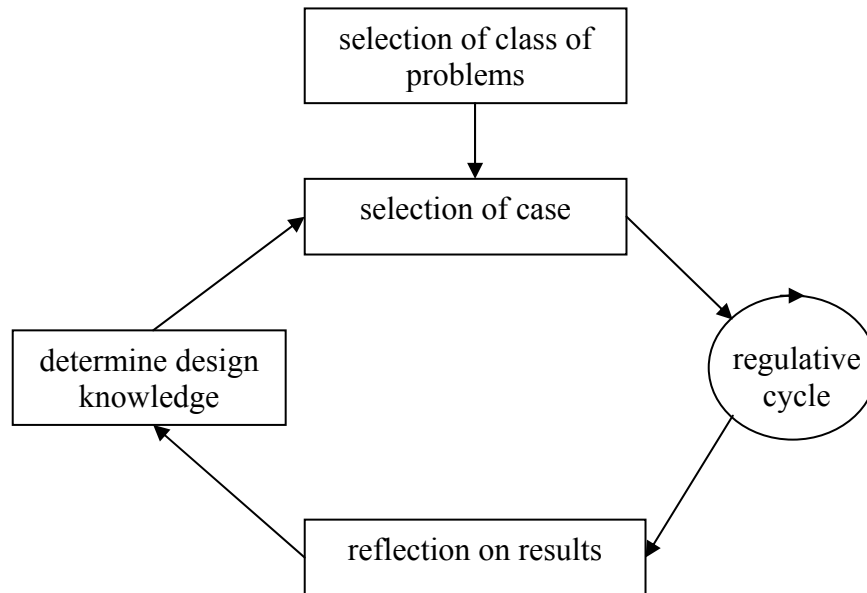 selection of class of
problems
selection of case
regulative
cycle
determine design
knowledge
reflection on results